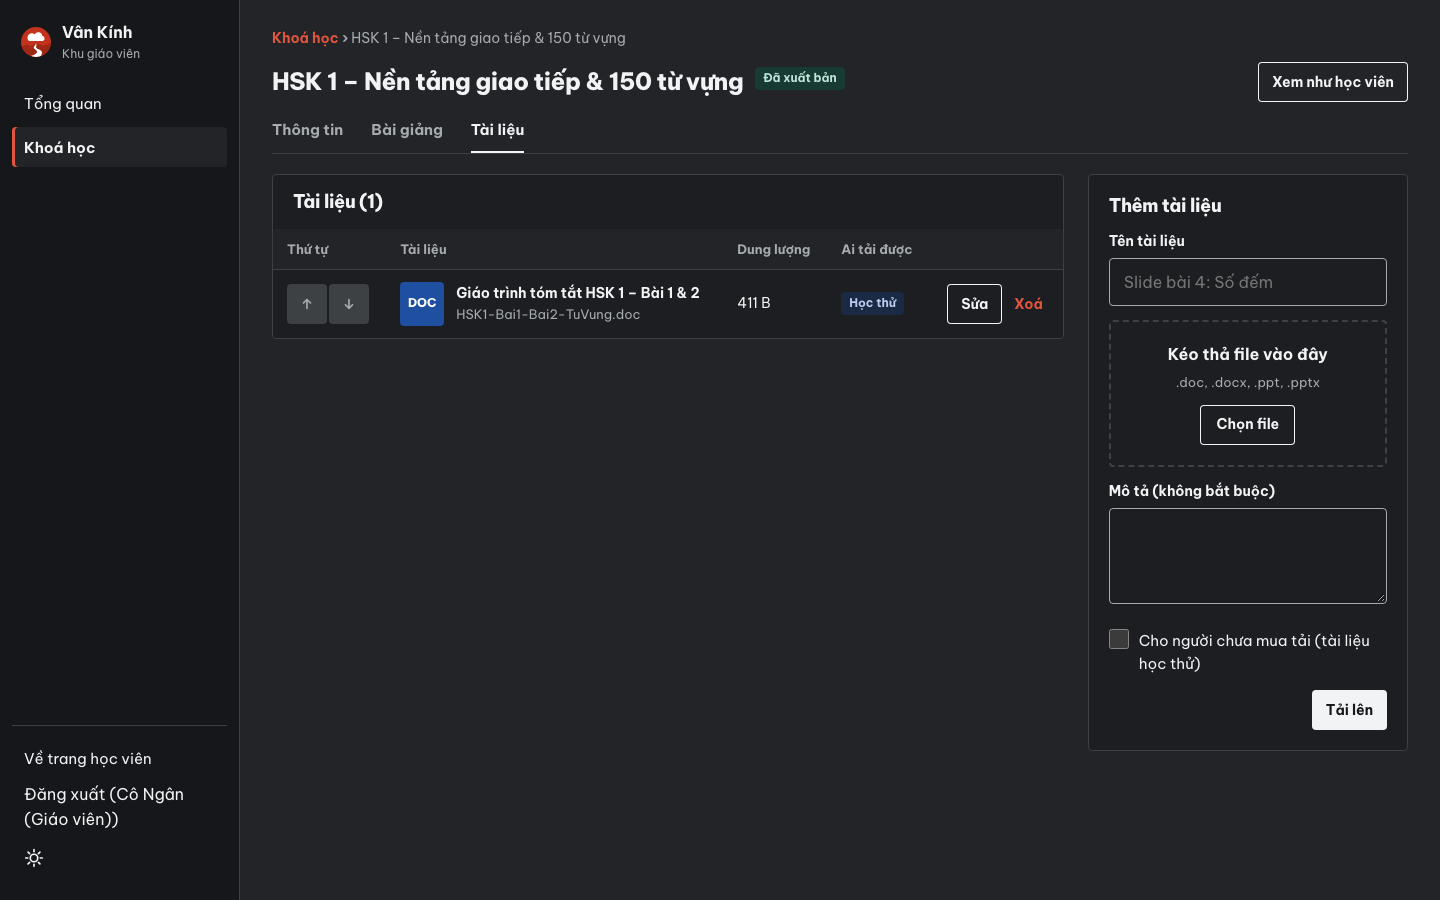 Vân Kính
Khu giáo viên
Tổng quan
Khoá học
Về trang học viên
Đăng xuất (Cô Ngân
(Giáo viên))
Khoá học › HSK 1 – Nền tảng giao tiếp & 150 từ vựng
HSK 1 – Nền tảng giao tiếp & 150 từ vựng Đã xuất bản
Xem như học viên
Thông tin Bài giảng Tài liệu
Tài liệu (1)
Thứ tự Tài liệu Dung lượng Ai tải được
↑ ↓ DOC Giáo trình tóm tắt HSK 1 – Bài 1 & 2 411 B Học thử Sửa Xoá
HSK1-Bai1-Bai2-TuVung.doc
Thêm tài liệu
Tên tài liệu
Slide bài 4: Số đếm
Kéo thả file vào đây
.doc, .docx, .ppt, .pptx
Chọn file
Mô tả (không bắt buộc)
Cho người chưa mua tải (tài liệu
học thử)
Tải lên